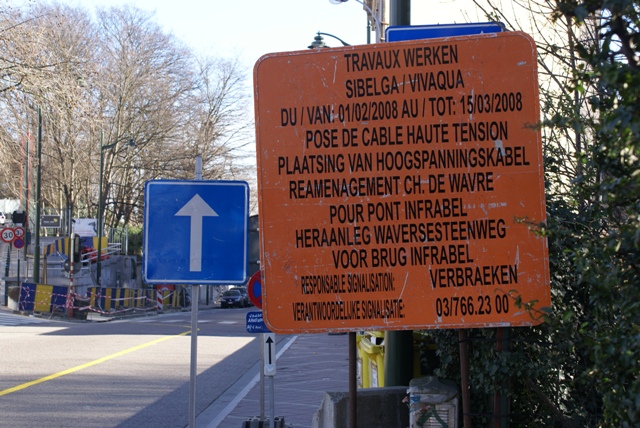 TRAVAUX WERKEN
SIBELGA / VIVAQUA
DU / VAN: 01/02/2008 AU / TOT: 15/03/2008
POSE DE CABLE HAUTE TENSION
PLAATSING VAN HOOGSPANNINGSKABEL
REAMENAGEMENT CH. DE WAVRE
POUR PONT INFRABEL
HERAANLEG WAVERSESTEENWEG
VOOR BRUG INFRABEL
RESPONSABLE SIGNALISATION: VERBRAEKEN
VERANTWOORDELIJKE SIGNALISATIE: 03/766.23 00
30